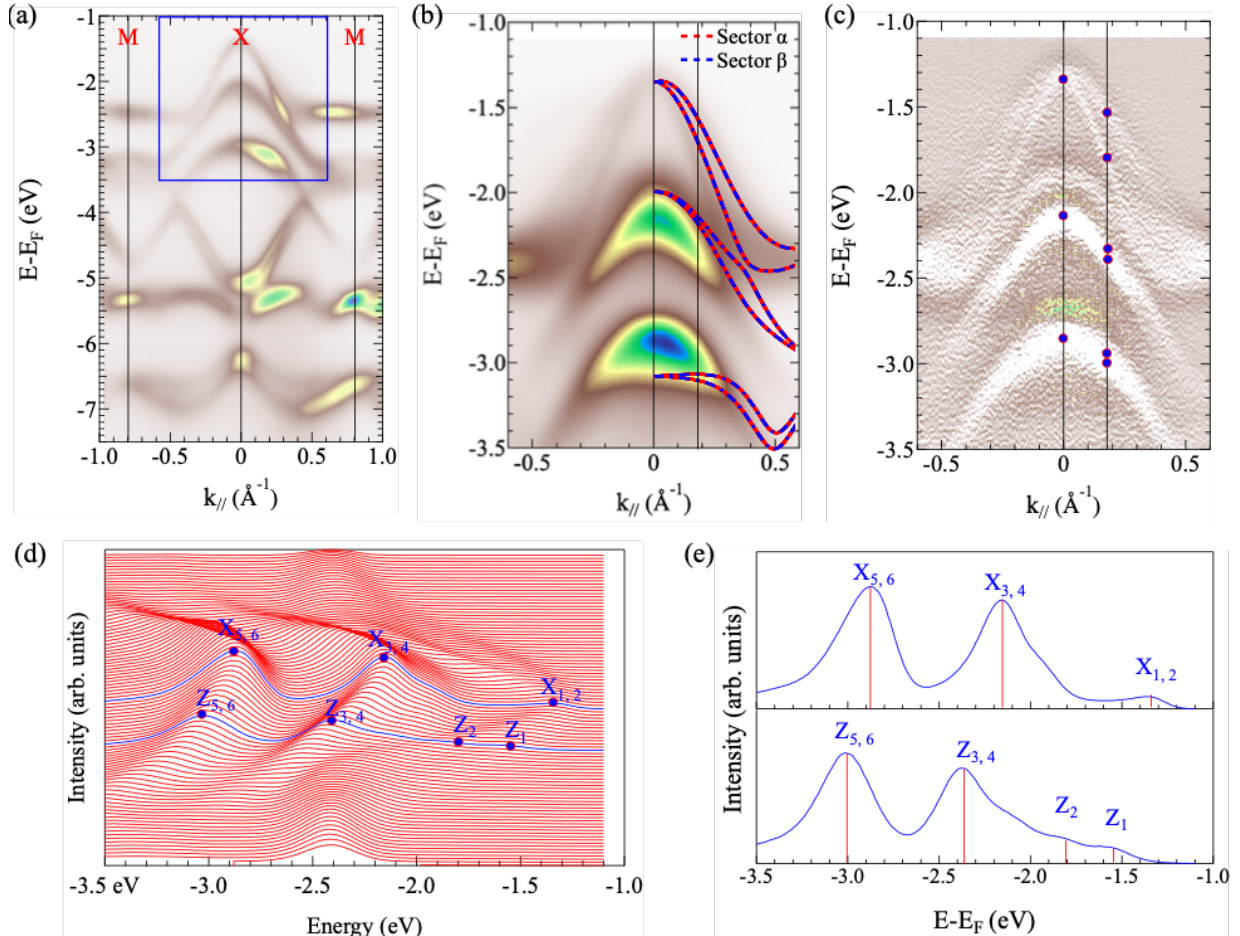 (a)
M X M
-1
-2
-3
-4
-5
-6
-7
E-E_F (eV)
-1.0 -0.5 0 0.5 1.0
k_// (Å⁻¹)
(b)
Sector α
Sector β
-1.0
-1.5
-2.0
-2.5
-3.0
-3.5
E-E_F (eV)
-0.5 0 0.5
k_// (Å⁻¹)
(c)
-1.0
-1.5
-2.0
-2.5
-3.0
-3.5
E-E_F (eV)
-0.5 0 0.5
k_// (Å⁻¹)
(d)
Intensity (arb. units)
X_5, 6 X_3, 4 X_1, 2
Z_5, 6 Z_3, 4 Z_2 Z_1
-3.5 eV -3.0 -2.5 -2.0 -1.5 -1.0
Energy (eV)
(e)
Intensity (arb. units)
X_5, 6 X_3, 4 X_1, 2
Z_5, 6 Z_3, 4 Z_2 Z_1
-3.5 -3.0 -2.5 -2.0 -1.5 -1.0
E-E_F (eV)